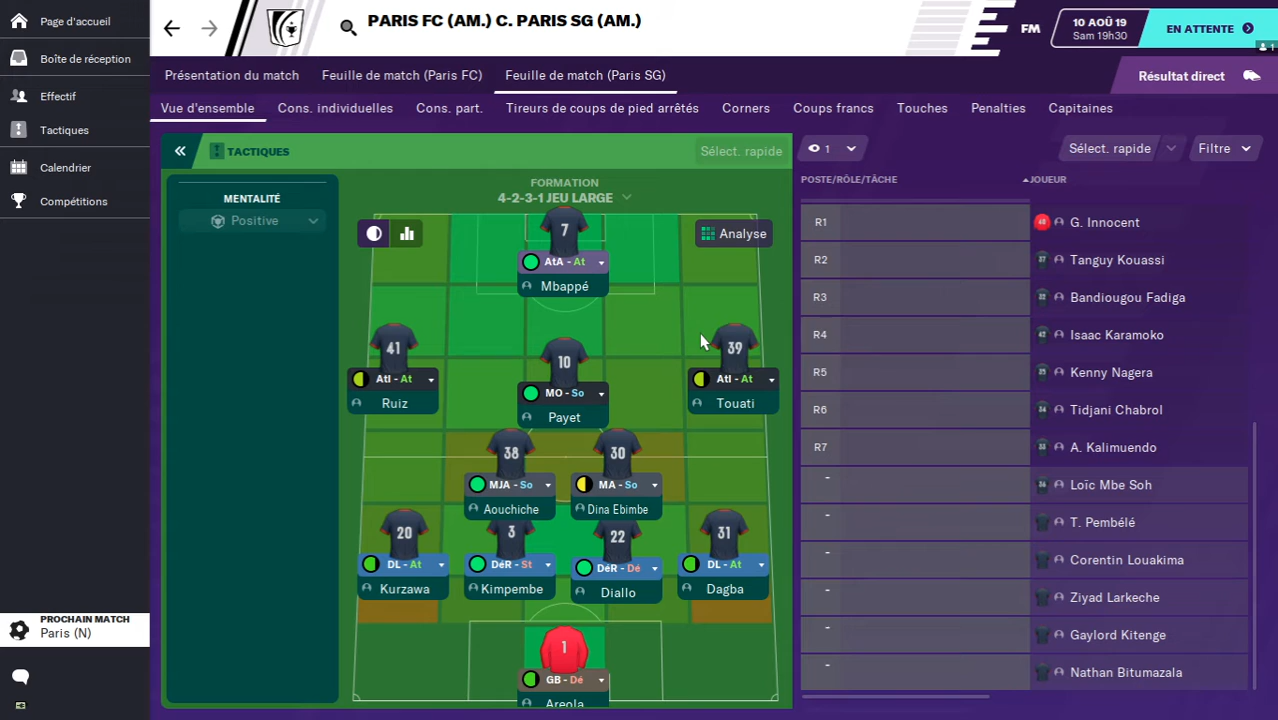 Page d'accueil
Boîte de réception
Effectif
Tactiques
Calendrier
Compétitions
PROCHAIN MATCH
Paris (N)
PARIS FC (AM.) C. PARIS SG (AM.)
FM
10 AOÛ 19
Sam 19h30
EN ATTENTE
1
Présentation du match
Feuille de match (Paris FC)
Feuille de match (Paris SG)
Résultat direct
Vue d'ensemble
Cons. individuelles
Cons. part.
Tireurs de coups de pied arrêtés
Corners
Coups francs
Touches
Penalties
Capitaines
TACTIQUES
Sélect. rapide
MENTALITÉ
Positive
FORMATION
4-2-3-1 JEU LARGE
Analyse
7
AtA - At
Mbappé
41
AtI - At
Ruiz
10
MO - So
Payet
39
AtI - At
Touati
38
MJA - So
Aouchiche
30
MA - So
Dina Ebimbe
20
DL - At
Kurzawa
3
DéR - St
Kimpembe
22
DéR - Dé
Diallo
31
DL - At
Dagba
1
GB - Dé
Areola
1
Sélect. rapide
Filtre
POSTE/RÔLE/TÂCHE
JOUEUR
R1 G. Innocent
R2 Tanguy Kouassi
R3 Bandiougou Fadiga
R4 Isaac Karamoko
R5 Kenny Nagera
R6 Tidjani Chabrol
R7 A. Kalimuendo
- Loïc Mbe Soh
- T. Pembélé
- Corentin Louakima
- Ziyad Larkeche
- Gaylord Kitenge
- Nathan Bitumazala